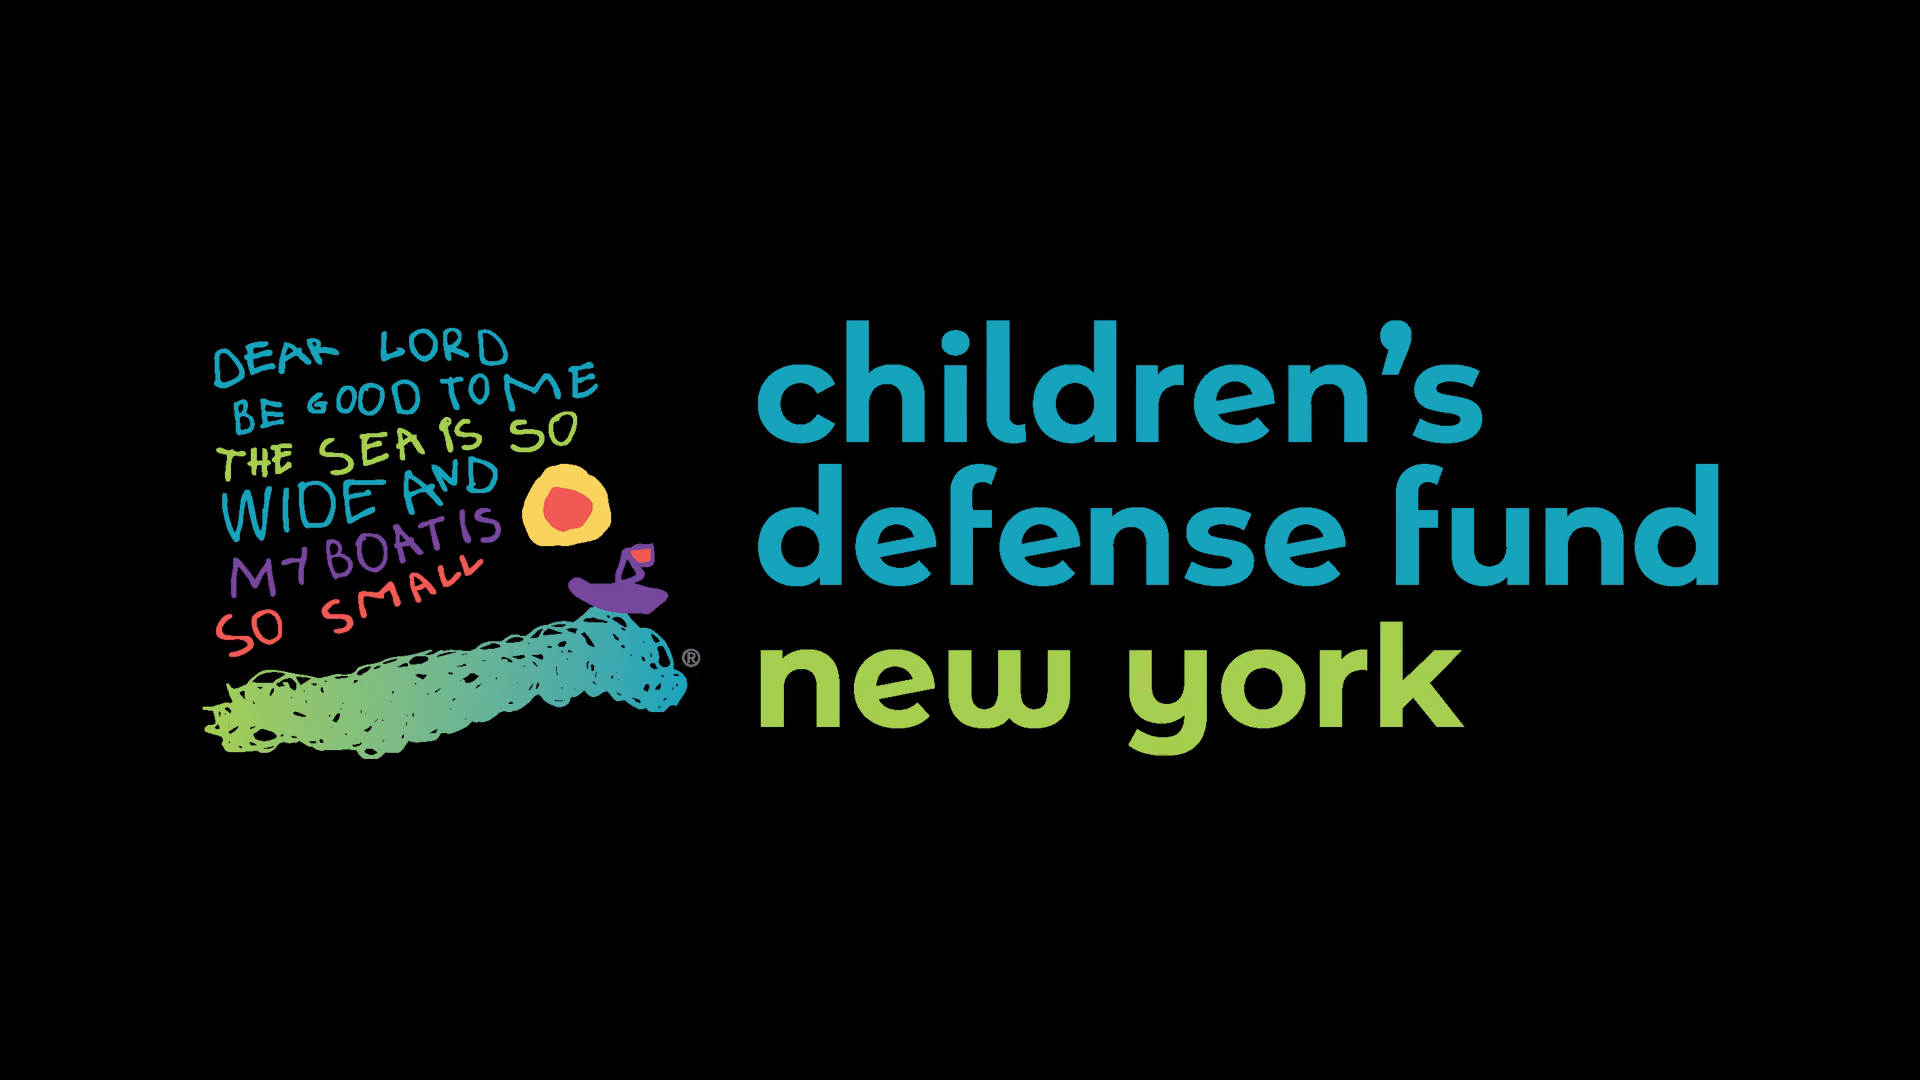 DEAR LORD
BE GOOD TO ME
THE SEA IS SO
WIDE AND
MY BOAT IS
SO SMALL
®
children's
defense fund
new york